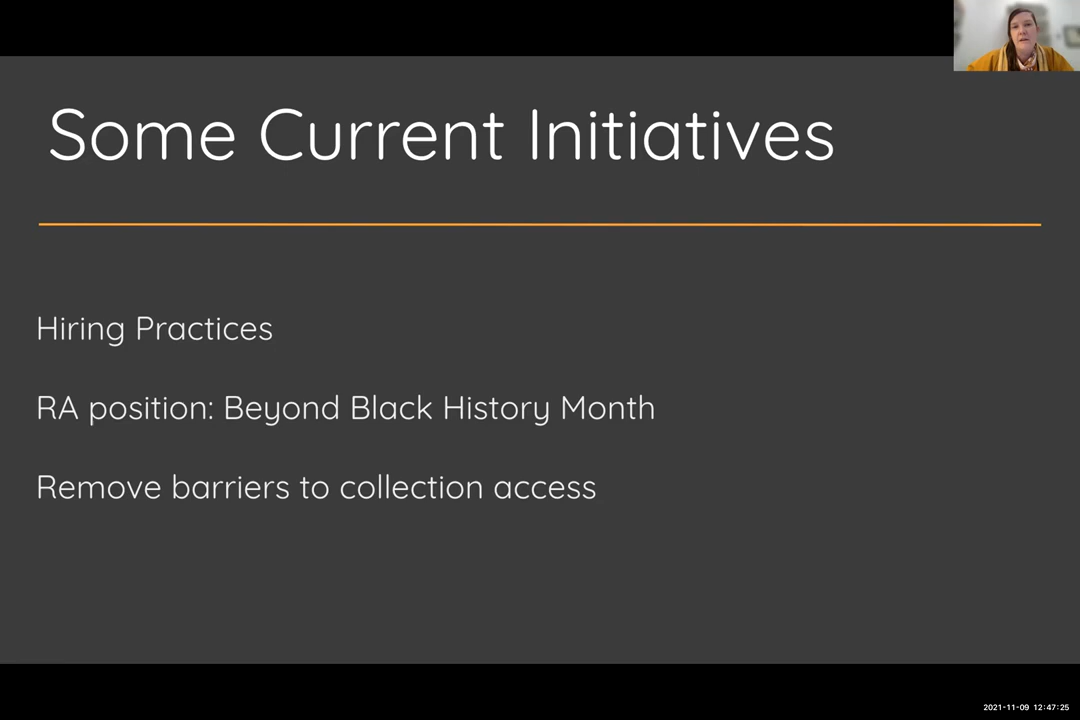 Some Current Initiatives
Hiring Practices
RA position: Beyond Black History Month
Remove barriers to collection access
2021-11-09 12:47:25